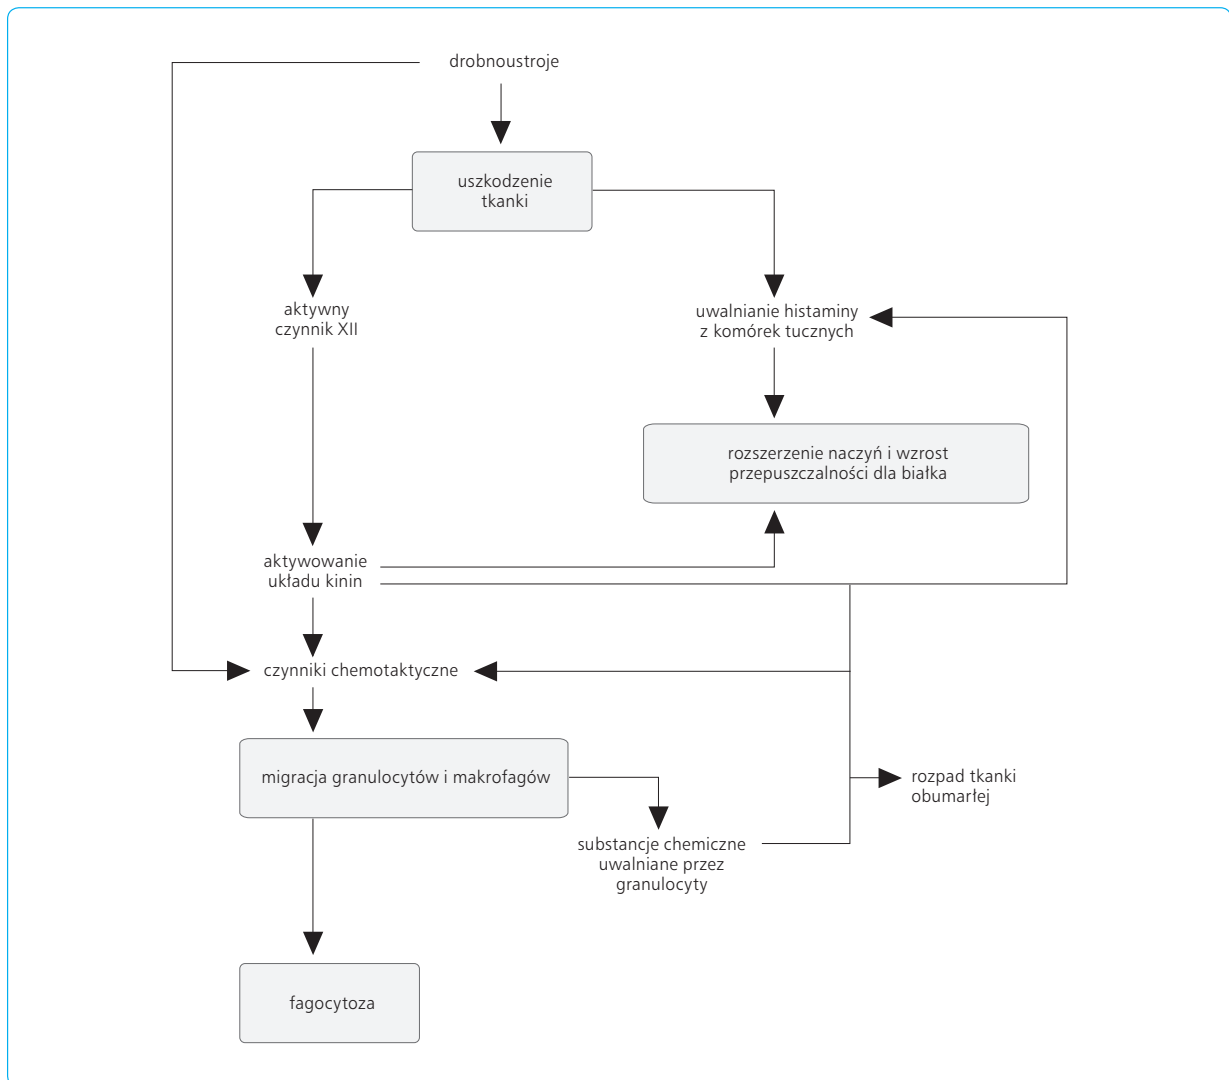 drobnoustroje
uszkodzenie
tkanki
aktywny
czynnik XII
uwalnianie histaminy
z komórek tucznych
rozszerzenie naczyń i wzrost
przepuszczalności dla białka
aktywowanie
układu kinin
czynniki chemotaktyczne
migracja granulocytów i makrofagów
rozpad tkanki
obumarłej
substancje chemiczne
uwalniane przez
granulocyty
fagocytoza